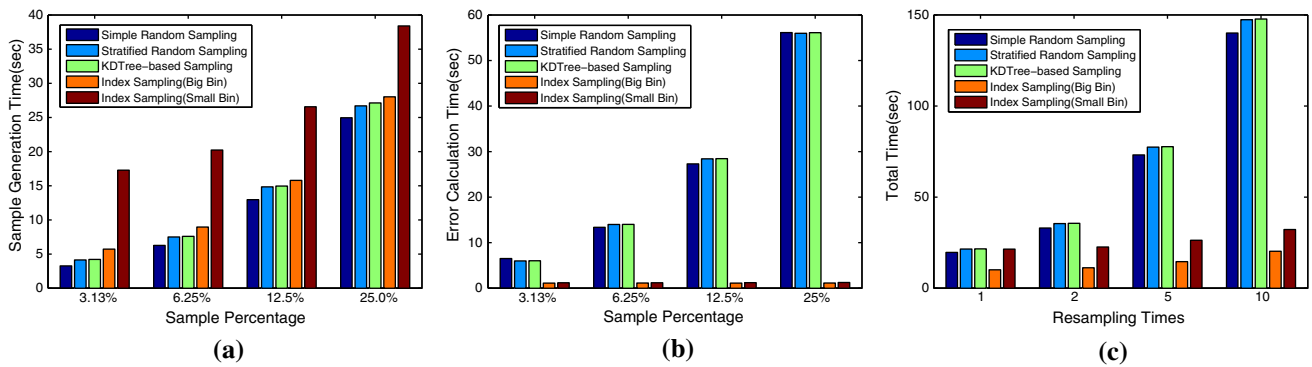 40
35
30
25
20
15
10
5
0
Sample Generation Time(sec)
Simple Random Sampling
Stratified Random Sampling
KDTree−based Sampling
Index Sampling(Big Bin)
Index Sampling(Small Bin)
3.13% 6.25% 12.5% 25.0%
Sample Percentage
(a)
60
50
40
30
20
10
0
Error Calculation Time(sec)
Simple Random Sampling
Stratified Random Sampling
KDTree−based Sampling
Index Sampling(Big Bin)
Index Sampling(Small Bin)
3.13% 6.25% 12.5% 25%
Sample Percentage
(b)
150
100
50
0
Total Time(sec)
Simple Random Sampling
Stratified Random Sampling
KDTree−based Sampling
Index Sampling(Big Bin)
Index Sampling(Small Bin)
1 2 5 10
Resampling Times
(c)